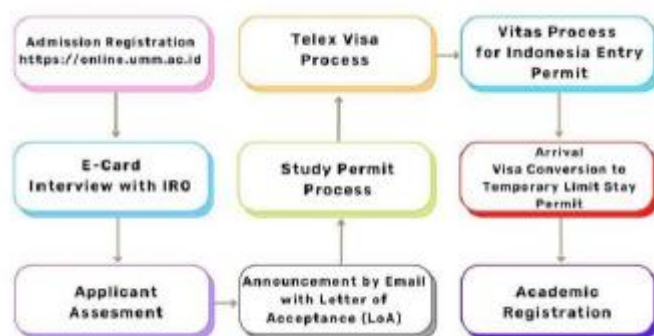 Admission Registration
https://online.umm.ac.id
E-Card
Interview with IRO
Applicant
Assesment
Announcement by Email
with Letter of
Acceptance (LoA)
Study Permit
Process
Telex Visa
Process
Vitas Process
for Indonesia Entry
Permit
Arrival
Visa Conversion to
Temporary Limit Stay
Permit
Academic
Registration